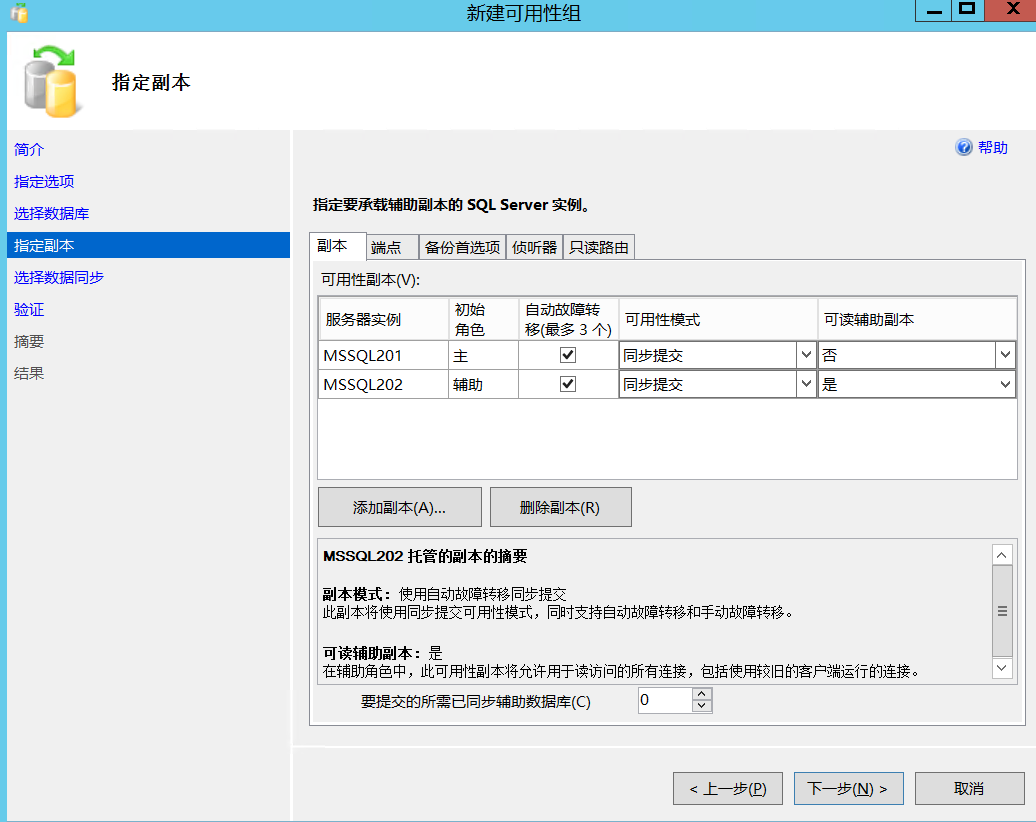 新建可用性组
指定副本
简介
指定选项
选择数据库
指定副本
选择数据同步
验证
摘要
结果
帮助
指定要承载辅助副本的 SQL Server 实例。
副本 端点 备份首选项 侦听器 只读路由
可用性副本(V):
服务器实例 初始角色 自动故障转移(最多 3 个) 可用性模式 可读辅助副本
MSSQL201 主 同步提交 否
MSSQL202 辅助 同步提交 是
添加副本(A)... 删除副本(R)
MSSQL202 托管的副本的摘要
副本模式：使用自动故障转移同步提交
此副本将使用同步提交可用性模式，同时支持自动故障转移和手动故障转移。
可读辅助副本：是
在辅助角色中，此可用性副本将允许用于读访问的所有连接，包括使用较旧的客户端运行的连接。
要提交的所需已同步辅助数据库(C) 0
< 上一步(P) 下一步(N) > 取消